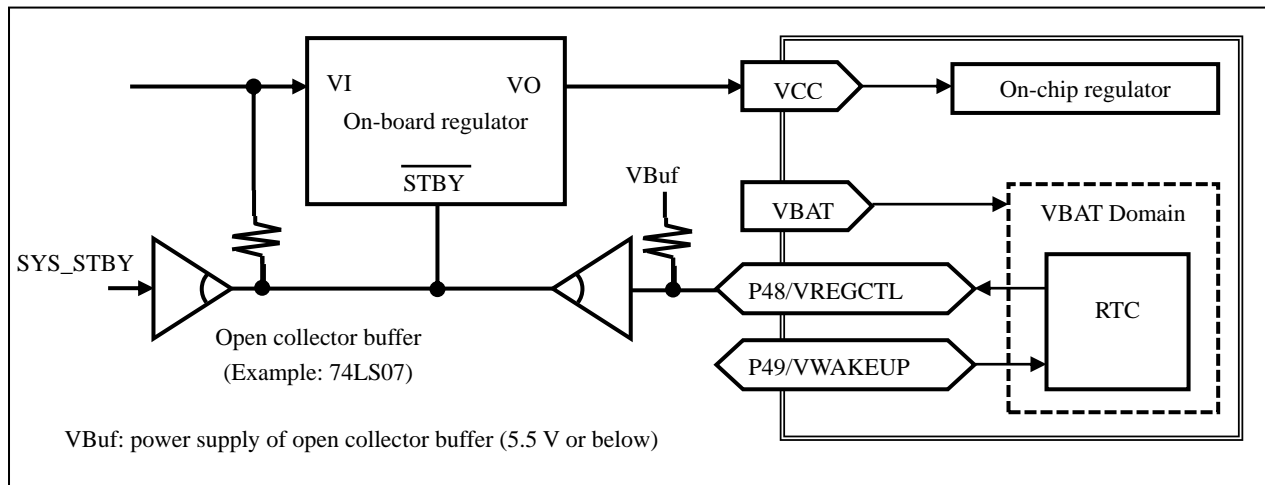 VI
VO
On-board regulator
STBY
VCC
On-chip regulator
VBuf
VBAT
VBAT Domain
SYS_STBY
P48/VREGCTL
RTC
Open collector buffer
(Example: 74LS07)
P49/VWAKEUP
VBuf: power supply of open collector buffer (5.5 V or below)